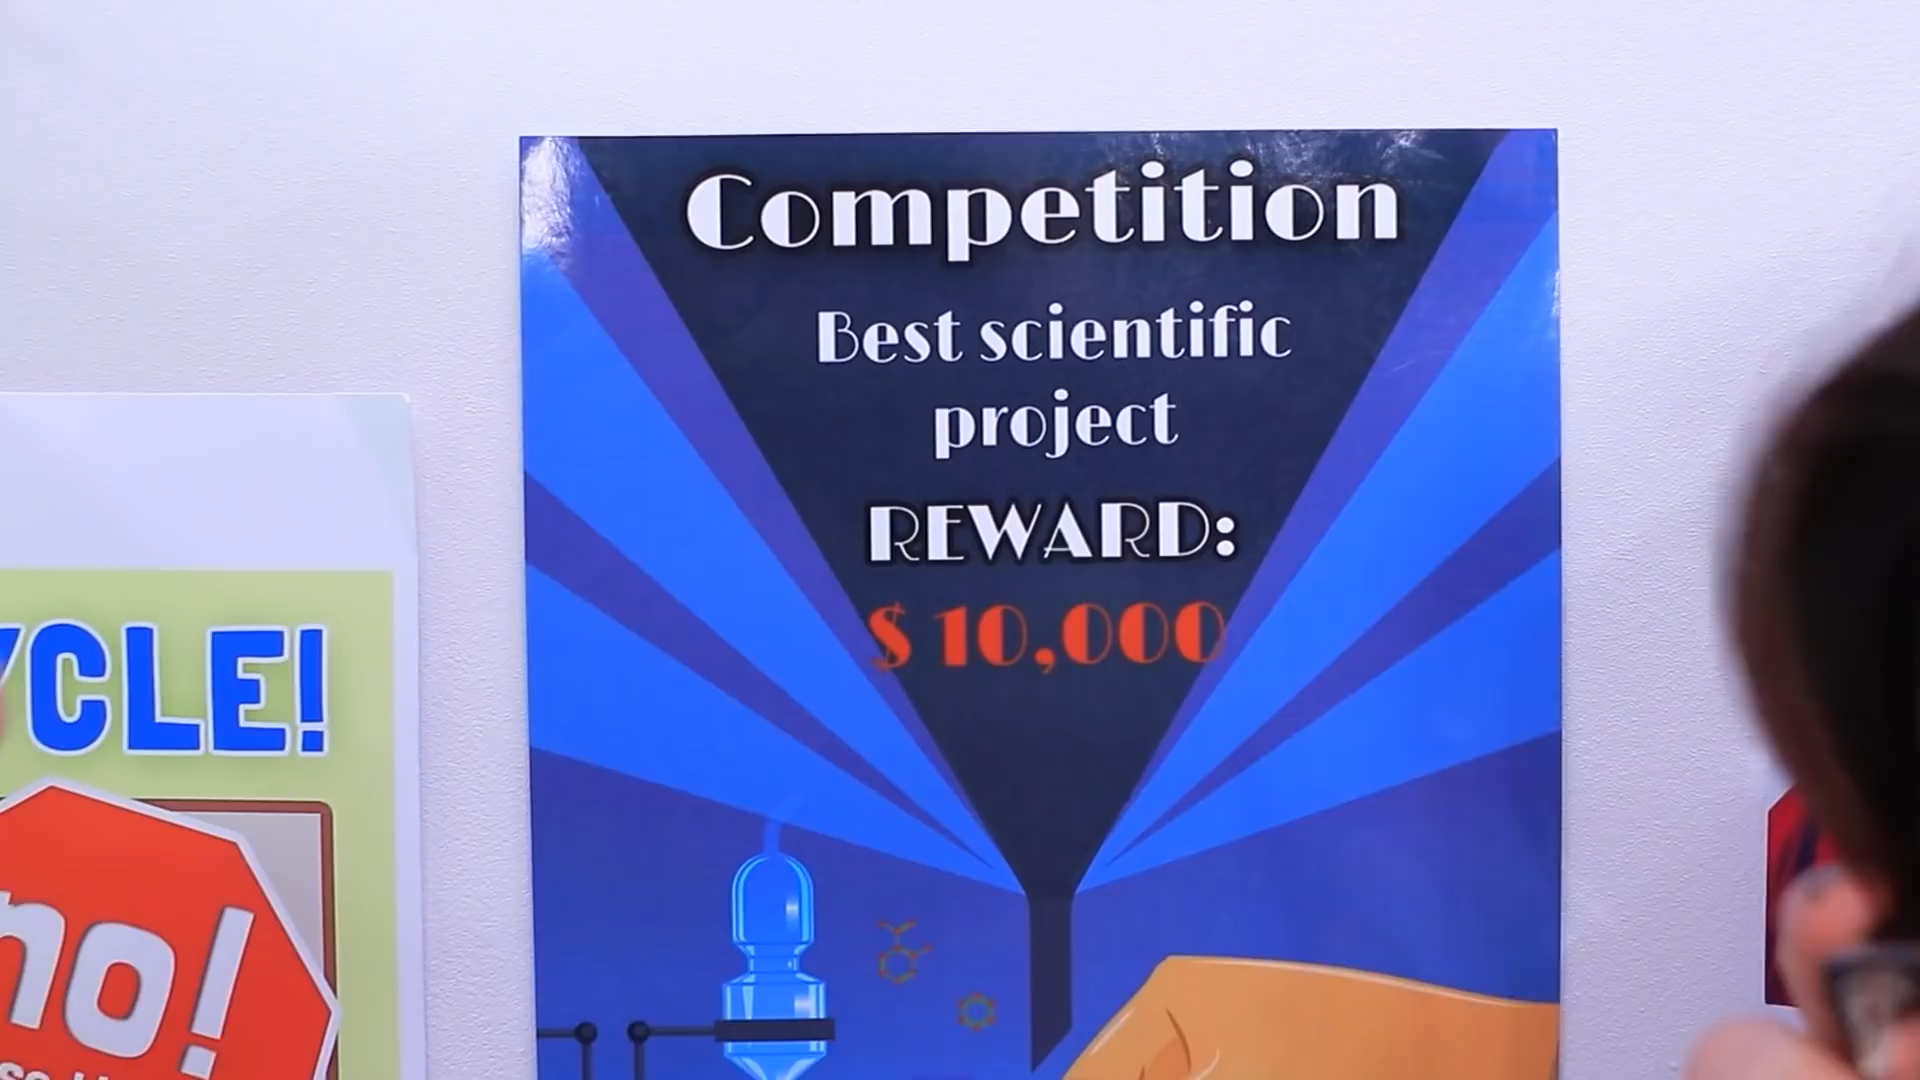 Competition
Best scientific
project
REWARD:
$ 10,000
YCLE!
no!